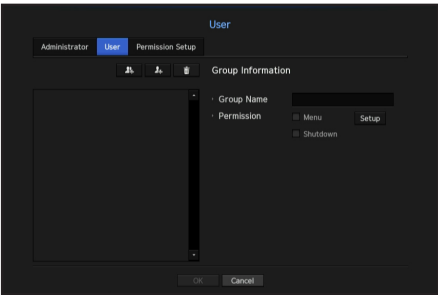 User
Administrator User Permission Setup
Group Information
· Group Name
· Permission Menu Setup
Shutdown
OK Cancel